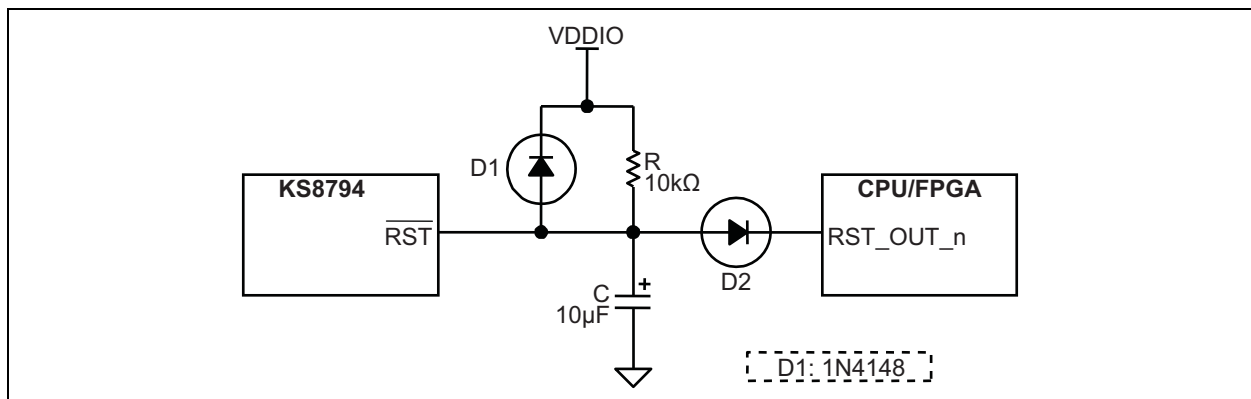 VDDIO
D1
R
10kΩ
KS8794
RST
CPU/FPGA
RST_OUT_n
D2
C
+
10µF
D1: 1N4148